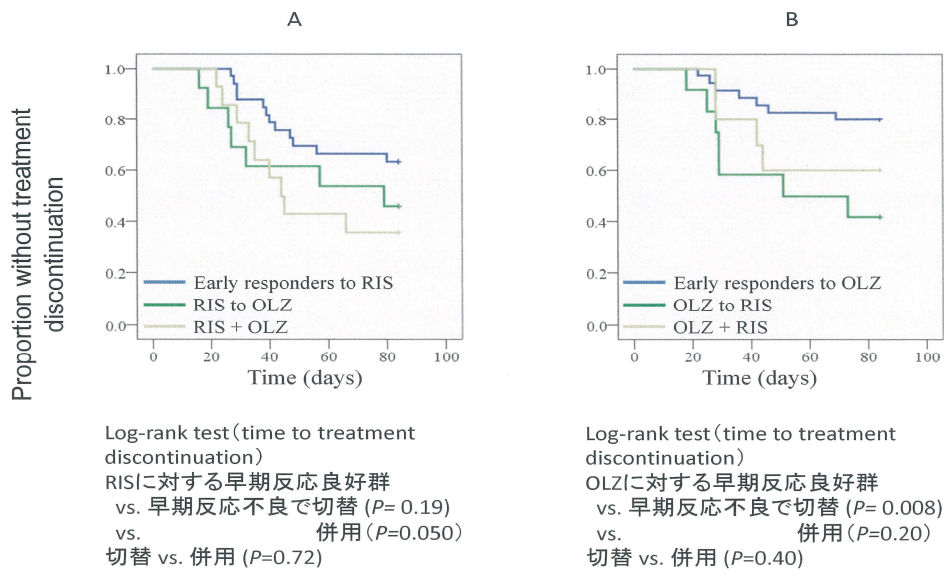 A
B
Proportion without treatment
discontinuation
1.0
0.8
0.6
0.4
0.2
0.0
Early responders to RIS
RIS to OLZ
RIS + OLZ
0 20 40 60 80 100
Time (days)
1.0
0.8
0.6
0.4
0.2
0.0
Early responders to OLZ
OLZ to RIS
OLZ + RIS
0 20 40 60 80 100
Time (days)
Log-rank test(time to treatment
discontinuation)
RISに対する早期反応良好群
vs. 早期反応不良で切替 (P= 0.19)
vs. 併用(P=0.050)
切替 vs. 併用 (P=0.72)
Log-rank test(time to treatment
discontinuation)
OLZに対する早期反応良好群
vs. 早期反応不良で切替 (P= 0.008)
vs. 併用(P=0.20)
切替 vs. 併用 (P=0.40)